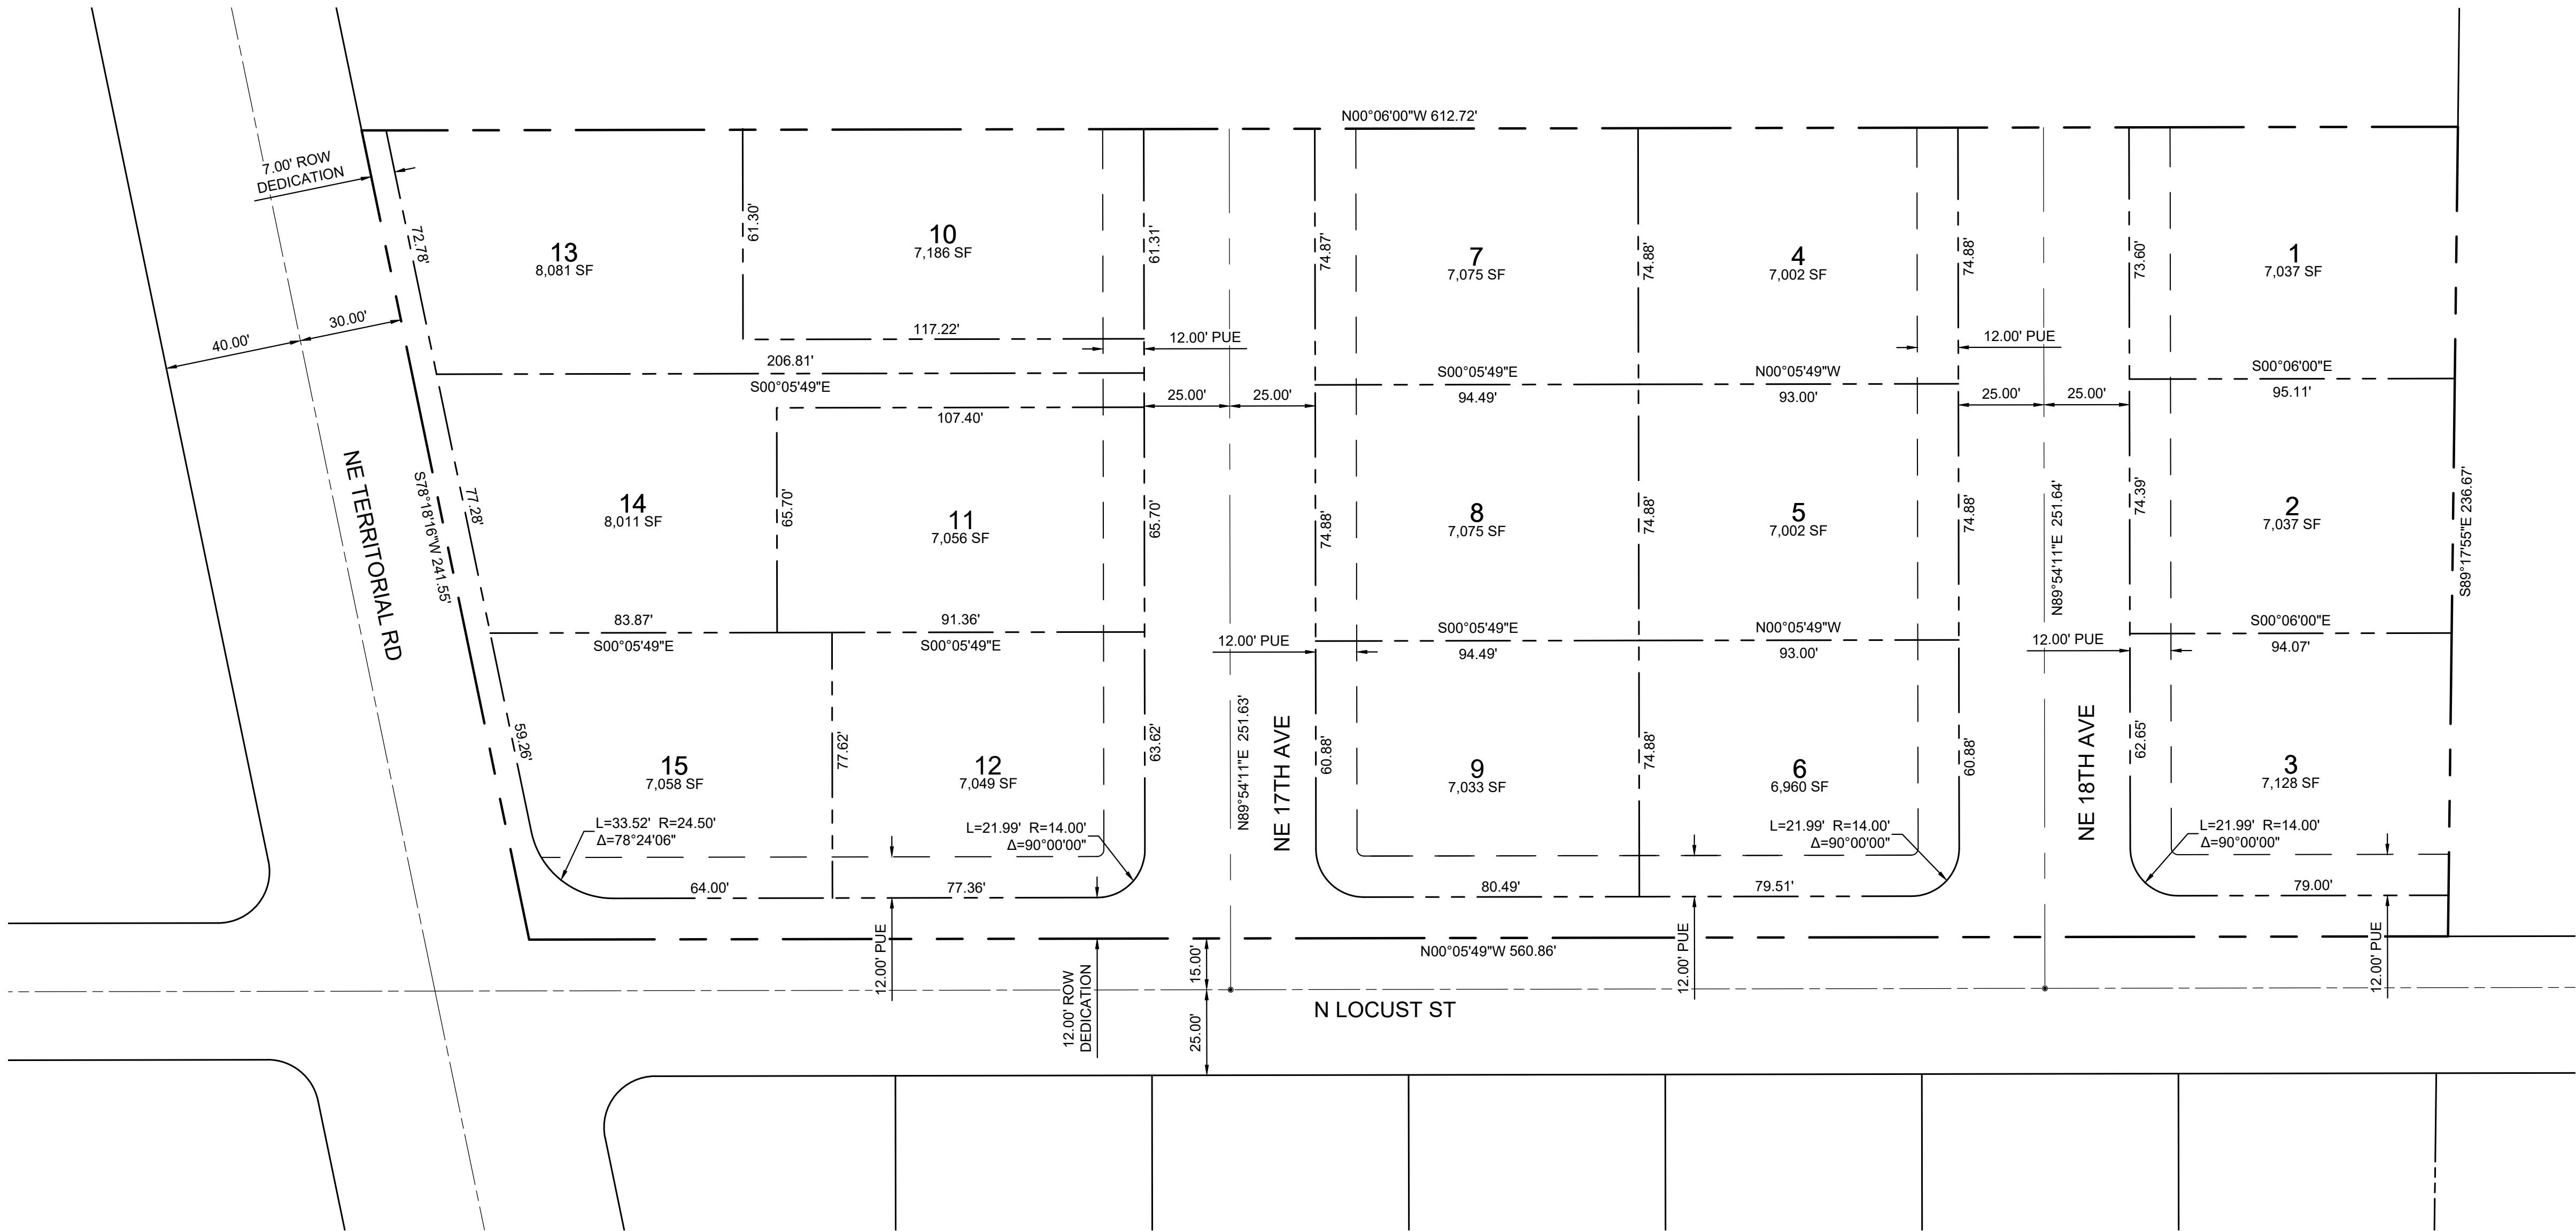 N00°06'00"W 612.72'
7.00' ROW
DEDICATION
72.78'
13
8,081 SF
61.30'
10
7,186 SF
61.31'
74.87'
7
7,075 SF
74.88'
4
7,002 SF
74.88'
73.60'
1
7,037 SF
40.00'
30.00'
117.22'
12.00' PUE
12.00' PUE
206.81'
S00°05'49"E
S00°05'49"E
94.49'
N00°05'49"W
93.00'
S00°06'00"E
95.11'
25.00'
25.00'
25.00'
25.00'
107.40'
NE TERRITORIAL RD
S78°18'16"W 241.55'
77.28'
14
8,011 SF
65.70'
11
7,056 SF
65.70'
74.88'
8
7,075 SF
74.88'
5
7,002 SF
74.88'
N89°54'11"E 251.64'
74.39'
2
7,037 SF
S89°17'55"E 236.67'
83.87'
S00°05'49"E
91.36'
S00°05'49"E
12.00' PUE
S00°05'49"E
94.49'
N00°05'49"W
93.00'
12.00' PUE
S00°06'00"E
94.07'
59.26'
15
7,058 SF
77.62'
12
7,049 SF
63.62'
N89°54'11"E 251.63'
NE 17TH AVE
60.88'
9
7,033 SF
74.88'
6
6,960 SF
60.88'
NE 18TH AVE
62.65'
3
7,128 SF
L=33.52' R=24.50'
Δ=78°24'06"
L=21.99' R=14.00'
Δ=90°00'00"
L=21.99' R=14.00'
Δ=90°00'00"
L=21.99' R=14.00'
Δ=90°00'00"
64.00'
77.36'
80.49'
79.51'
79.00'
12.00' PUE
12.00' ROW
DEDICATION
15.00'
25.00'
N00°05'49"W 560.86'
12.00' PUE
12.00' PUE
N LOCUST ST